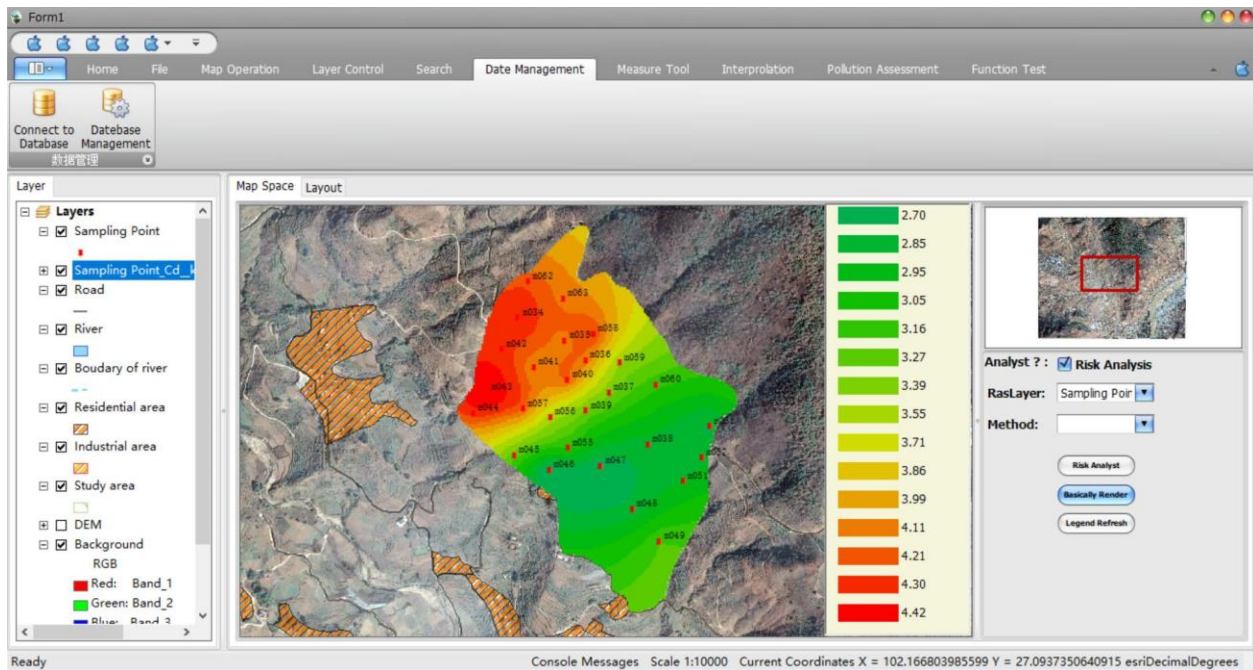 Form1
Home File Map Operation Layer Control Search Date Management Measure Tool Interprolation Pollution Assessment Function Test
Connect to Database
Datebase Management
数据管理
Layer
Map Space Layout
Layers
Sampling Point
Sampling Point_Cd__k
Road
River
Boudary of river
Residential area
Industrial area
Study area
DEM
Background
RGB
Red: Band_1
Green: Band_2
Blue: Band_3
m062
m063
m034
m058
m035
m042
m036
m059
m041
m040
m060
m043
m037
m044
m057
m056
m039
m038
m055
m045
m046
m047
m051
m048
m049
2.70
2.85
2.95
3.05
3.16
3.27
3.39
3.55
3.71
3.86
3.99
4.11
4.21
4.30
4.42
Analyst ? : Risk Analysis
RasLayer: Sampling Poir
Method:
Risk Analyst
Basically Render
Legend Refresh
Ready
Console Messages Scale 1:10000 Current Coordinates X = 102.166803985599 Y = 27.0937350640915 esriDecimalDegrees